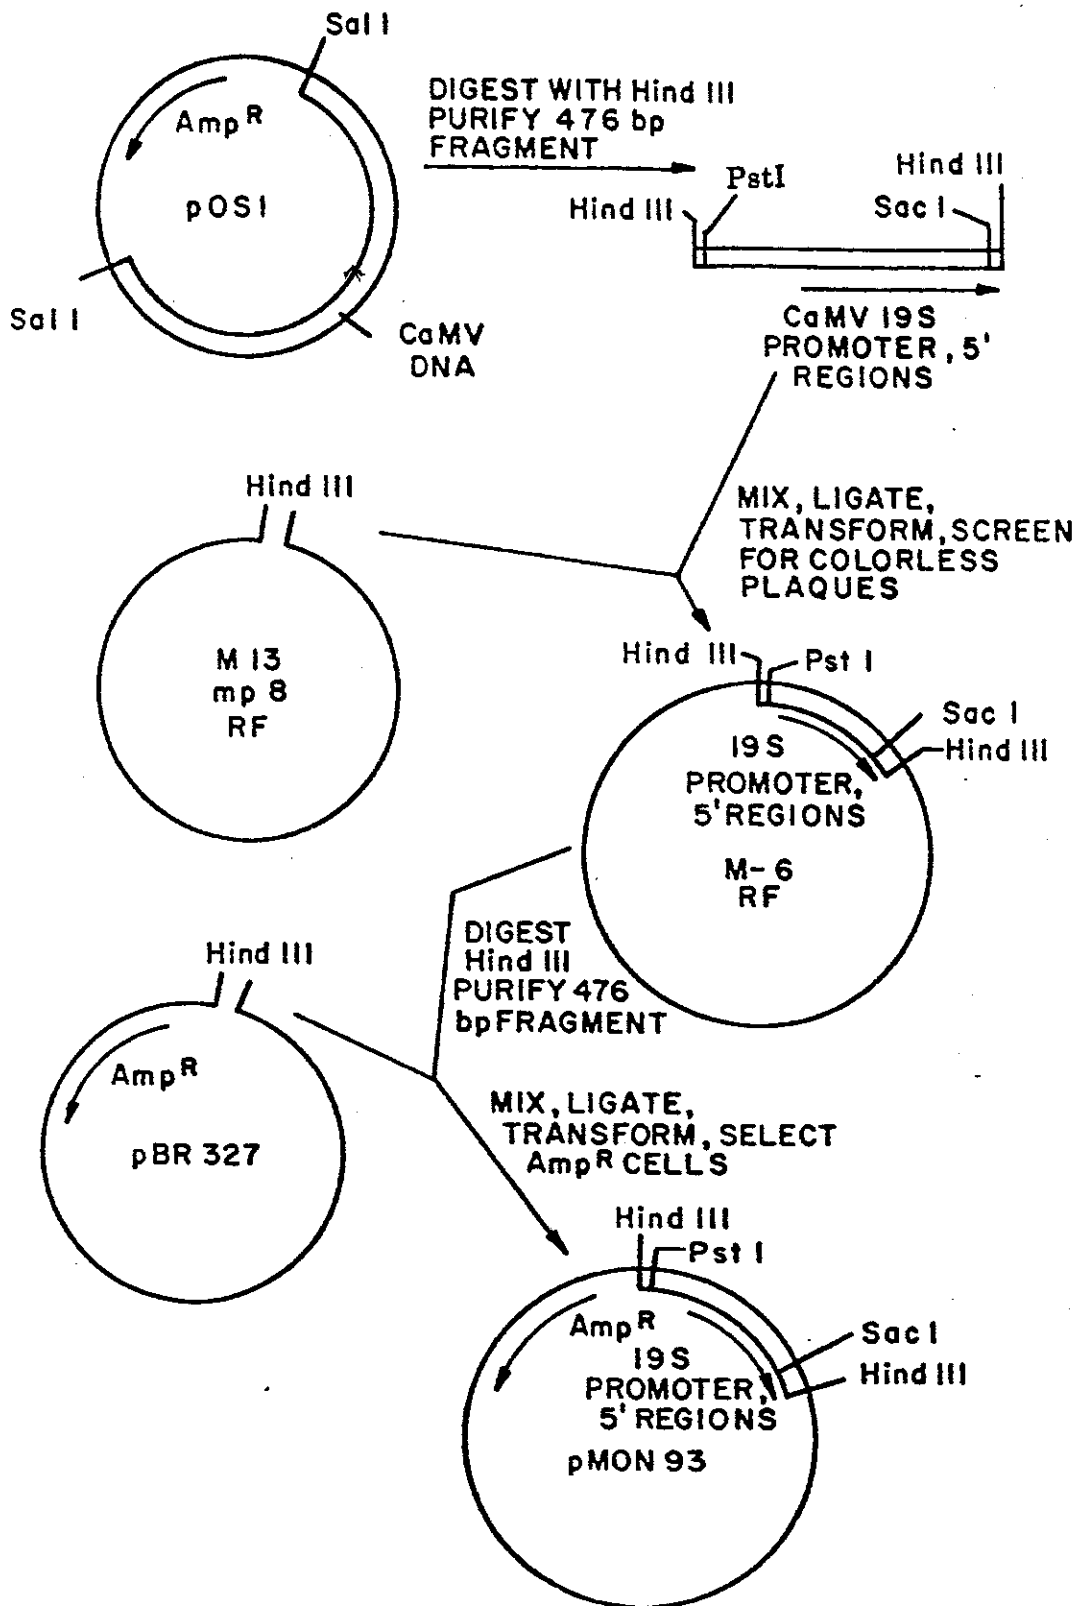 Sal I
Amp R
pOS1
Sal I
CaMV
DNA
DIGEST WITH Hind III
PURIFY 476 bp
FRAGMENT
Hind III
PstI
Sac I
Hind III
CaMV 19S
PROMOTER, 5'
REGIONS
Hind III
M 13
mp 8
RF
MIX, LIGATE,
TRANSFORM, SCREEN
FOR COLORLESS
PLAQUES
Hind III
Pst I
Sac I
Hind III
19S
PROMOTER,
5' REGIONS
M-6
RF
DIGEST
Hind III
PURIFY 476
bp FRAGMENT
Hind III
Amp R
pBR 327
MIX, LIGATE,
TRANSFORM, SELECT
Amp R CELLS
Hind III
Pst I
Amp R
Sac I
Hind III
19S
PROMOTER,
5' REGIONS
pMON 93